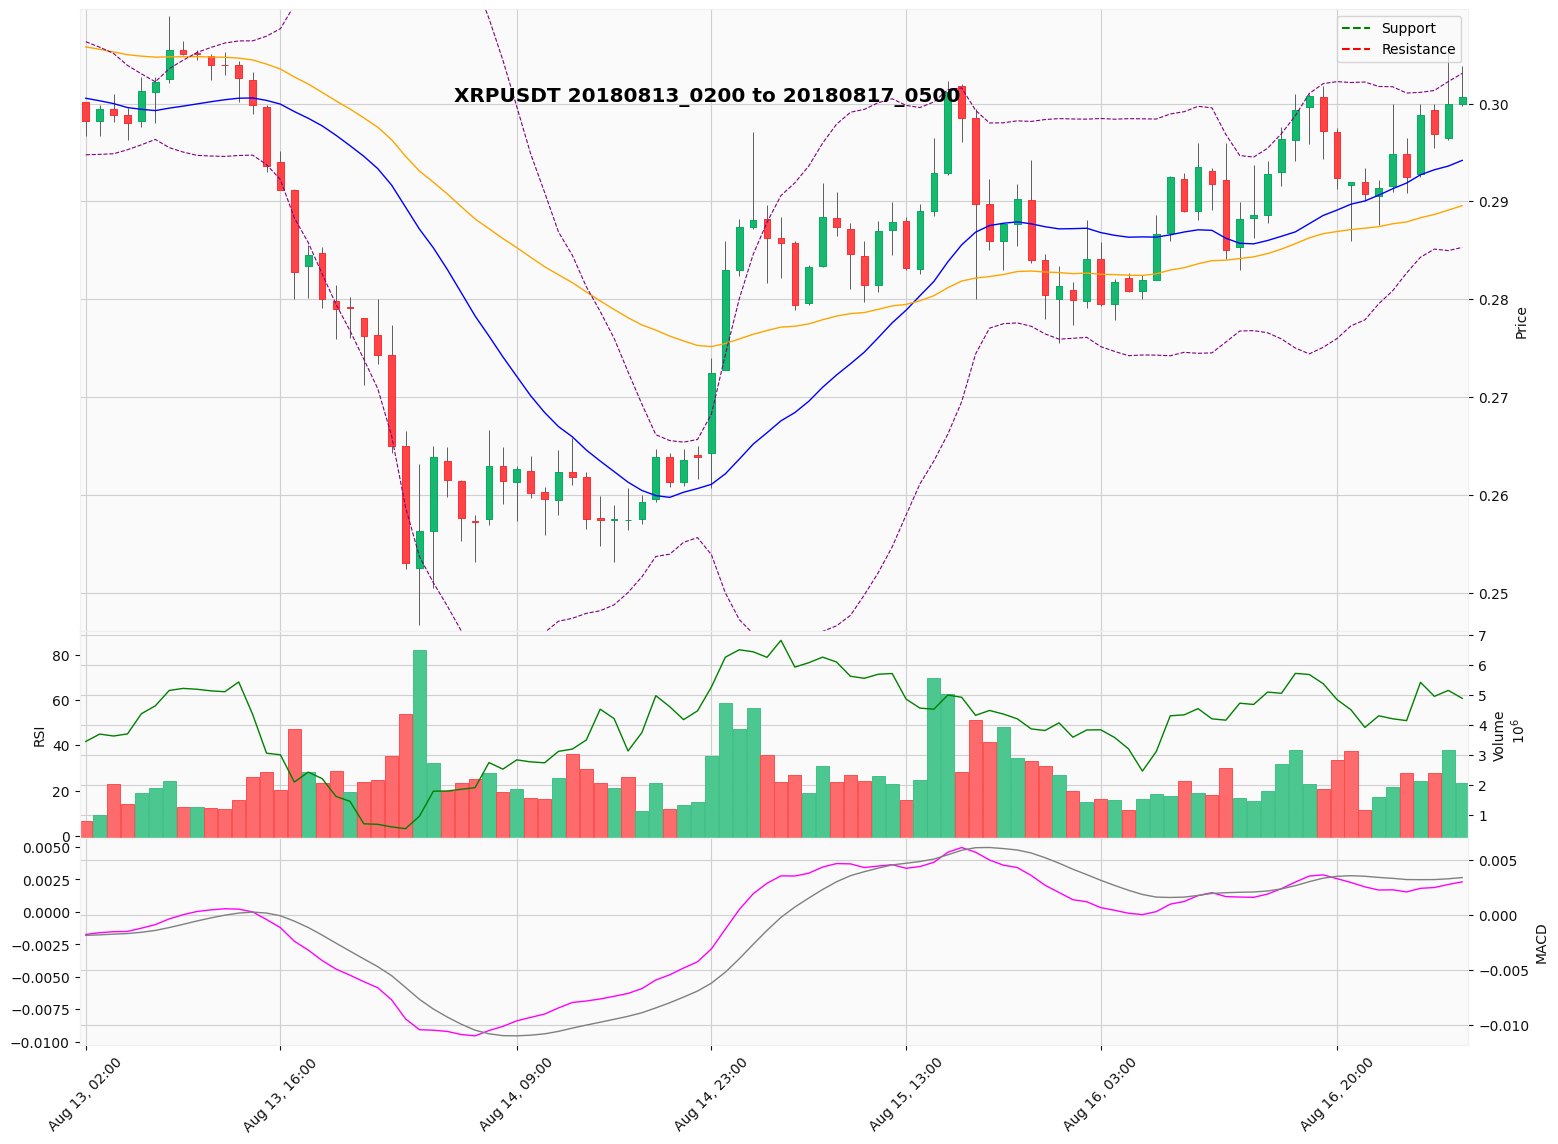 XRPUSDT 20180813_0200 to 20180817_0500
Support
Resistance
0.30
0.29
0.28
0.27
0.26
0.25
Price
80
60
40
20
0
RSI
7
6
5
4
3
2
1
Volume
10^6
0.0050
0.0025
0.0000
−0.0025
−0.0050
−0.0075
−0.0100
0.005
0.000
−0.005
−0.010
MACD
Aug 13, 02:00
Aug 13, 16:00
Aug 14, 09:00
Aug 14, 23:00
Aug 15, 13:00
Aug 16, 03:00
Aug 16, 20:00